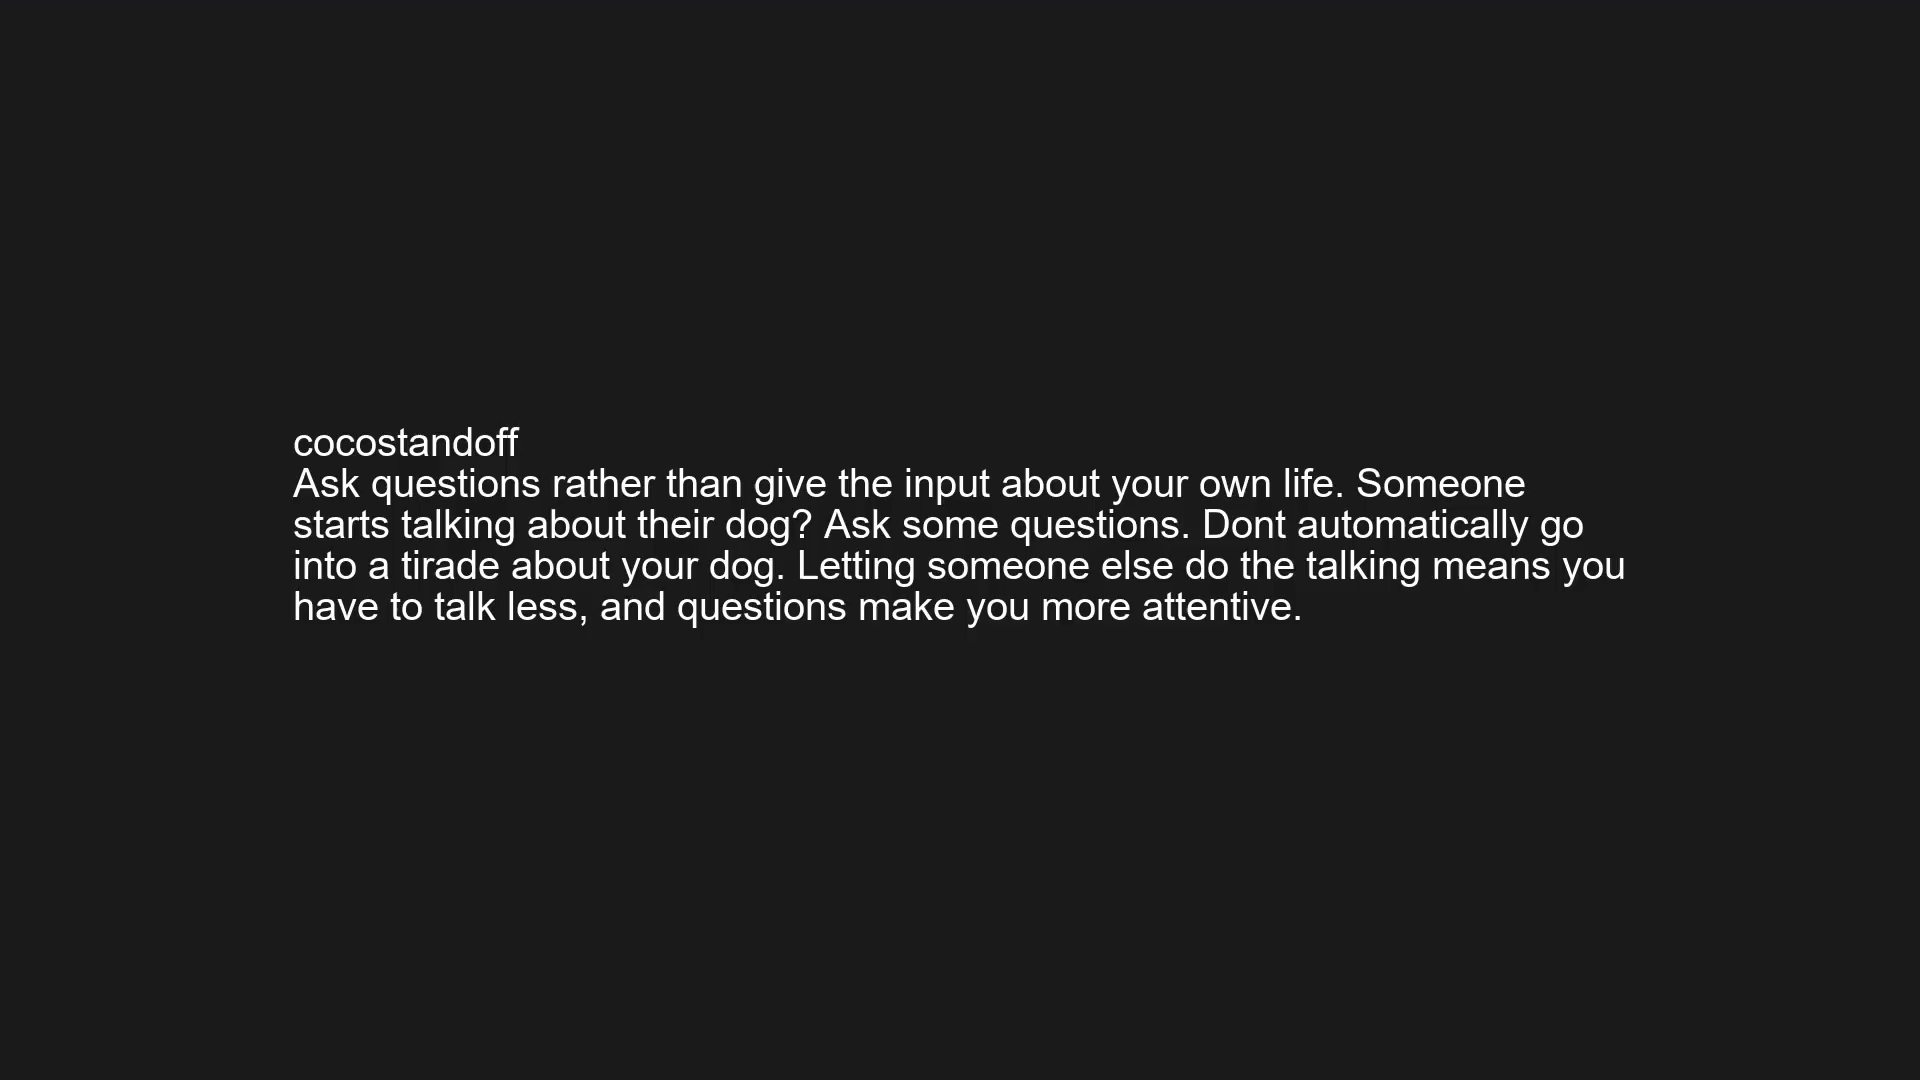 cocostandoff
Ask questions rather than give the input about your own life. Someone
starts talking about their dog? Ask some questions. Dont automatically go
into a tirade about your dog. Letting someone else do the talking means you
have to talk less, and questions make you more attentive.